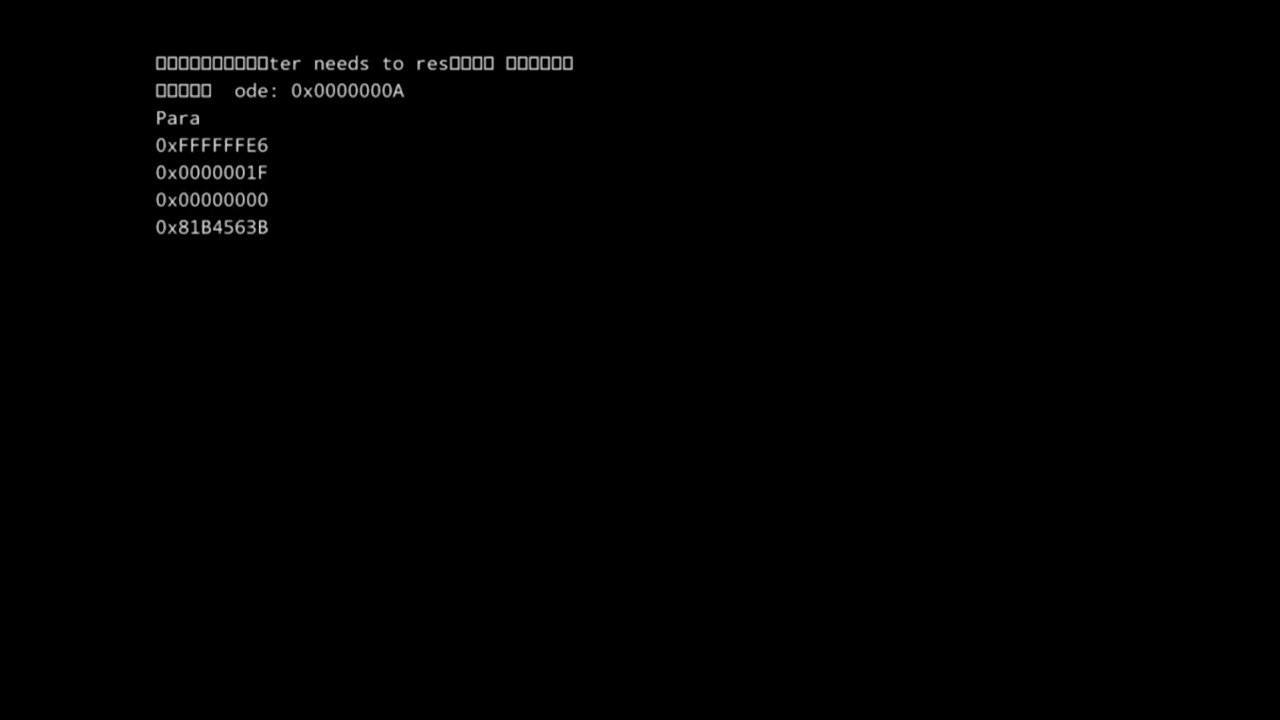 ▯▯▯▯▯▯▯▯▯▯ter needs to res▯▯▯▯ ▯▯▯▯▯▯
▯▯▯▯▯  ode: 0x0000000A
Para
0xFFFFFFE6
0x0000001F
0x00000000
0x81B4563B